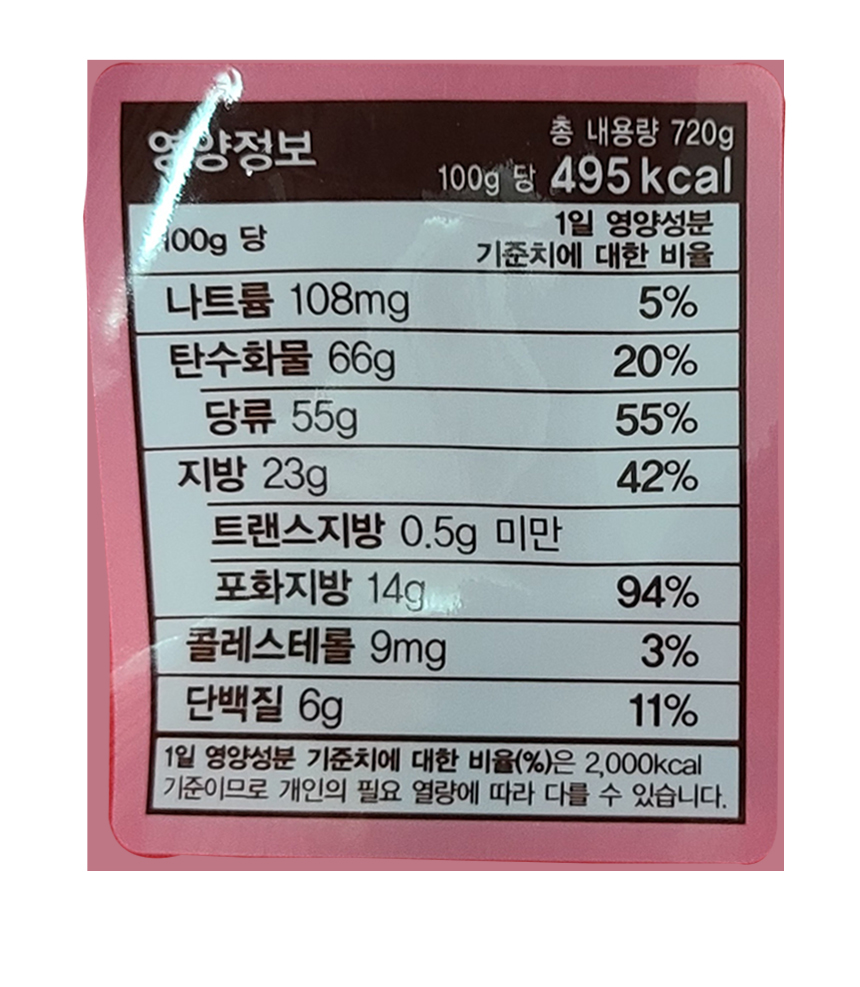 영양정보
총 내용량 720g
100g 당 495 kcal
100g 당
1일 영양성분
기준치에 대한 비율
나트륨 108mg 5%
탄수화물 66g 20%
당류 55g 55%
지방 23g 42%
트랜스지방 0.5g 미만
포화지방 14g 94%
콜레스테롤 9mg 3%
단백질 6g 11%
1일 영양성분 기준치에 대한 비율(%)은 2,000kcal
기준이므로 개인의 필요 열량에 따라 다를 수 있습니다.